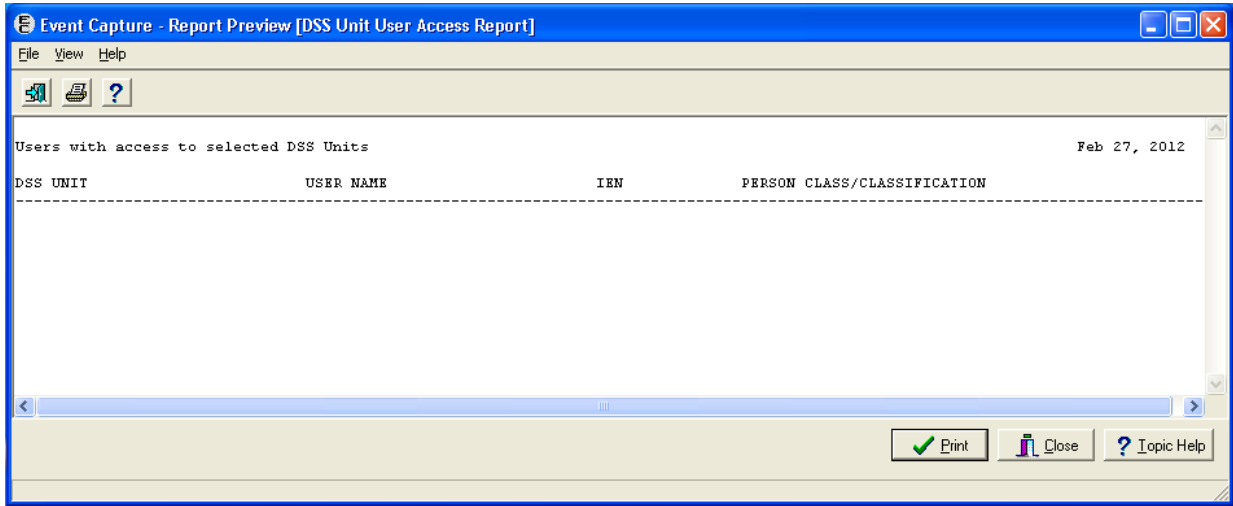 Event Capture - Report Preview [DSS Unit User Access Report]
File View Help
?
Users with access to selected DSS Units Feb 27, 2012
DSS UNIT USER NAME IEN PERSON CLASS/CLASSIFICATION
--------------------------------------------------------------------------------
Print Close ? Topic Help